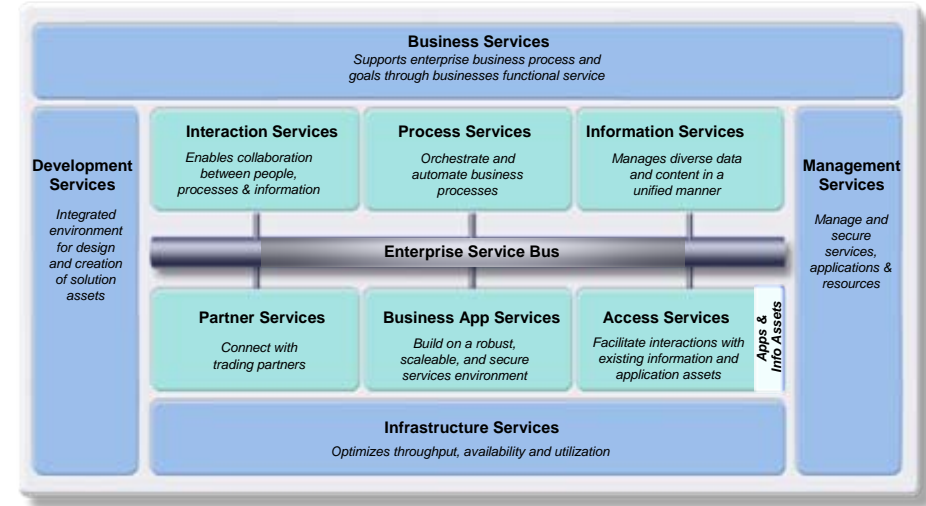 Business Services
Supports enterprise business process and
goals through businesses functional service
Development
Services
Integrated
environment
for design
and creation
of solution
assets
Interaction Services
Enables collaboration
between people,
processes & information
Process Services
Orchestrate and
automate business
processes
Information Services
Manages diverse data
and content in a
unified manner
Management
Services
Manage and
secure
services,
applications &
resources
Enterprise Service Bus
Partner Services
Connect with
trading partners
Business App Services
Build on a robust,
scaleable, and secure
services environment
Access Services
Facilitate interactions with
existing information and
application assets
Apps &
Info Assets
Infrastructure Services
Optimizes throughput, availability and utilization